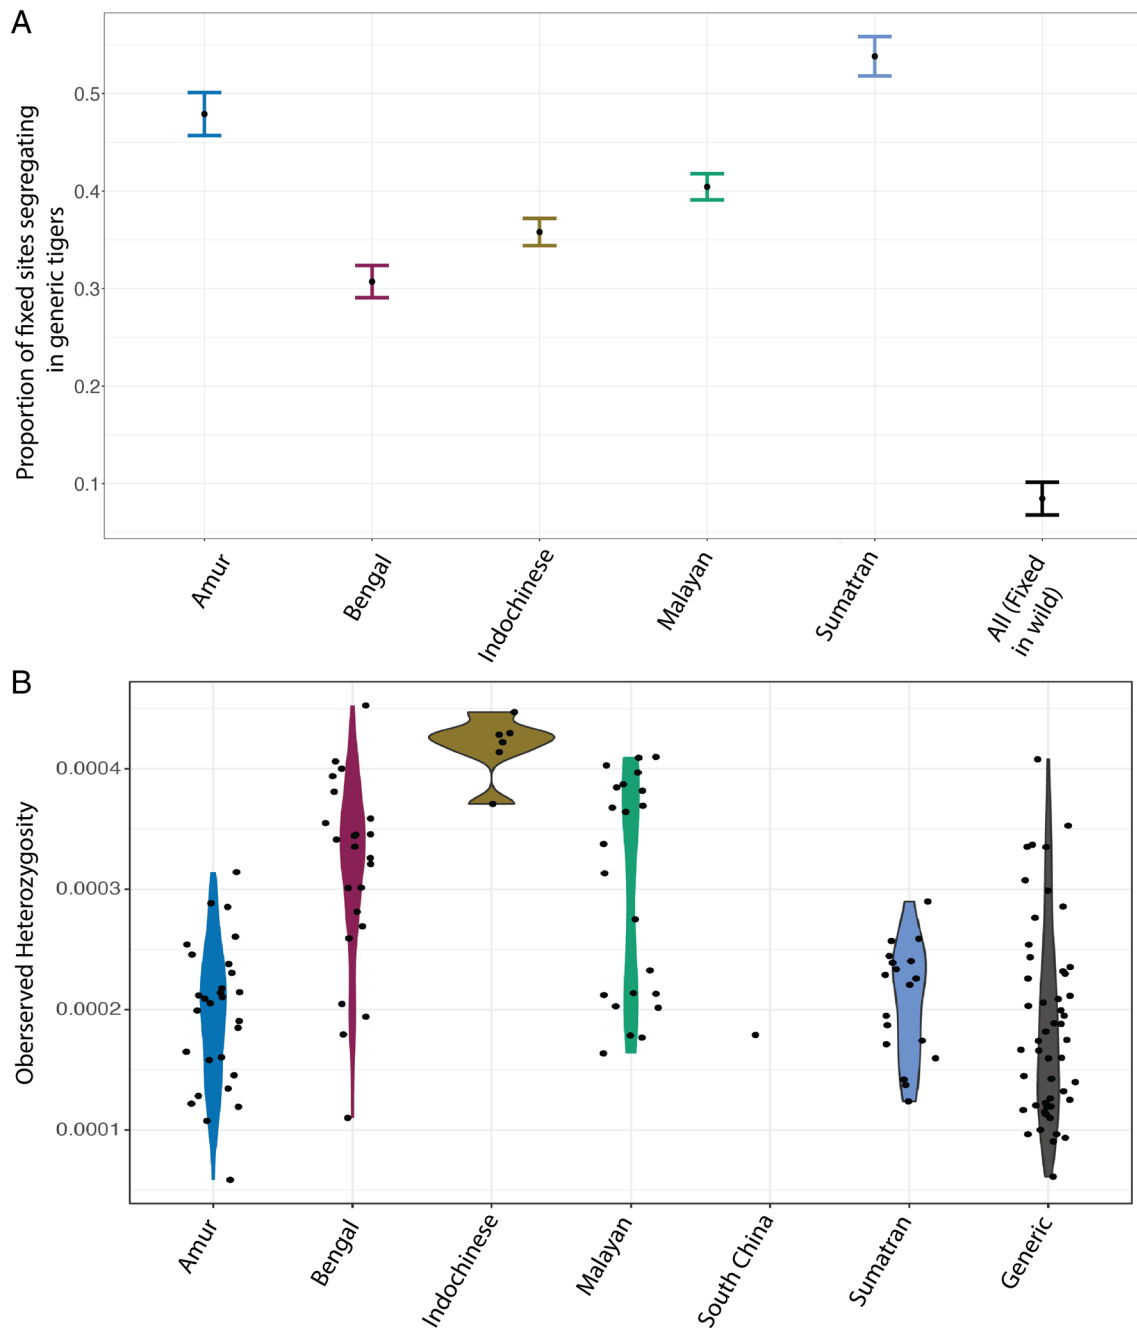 A
Proportion of fixed sites segregating
in generic tigers
0.5
0.4
0.3
0.2
0.1
Amur
Bengal
Indochinese
Malayan
Sumatran
All (Fixed
in wild)
B
Oberserved Heterozygosity
0.0004
0.0003
0.0002
0.0001
Amur
Bengal
Indochinese
Malayan
South China
Sumatran
Generic